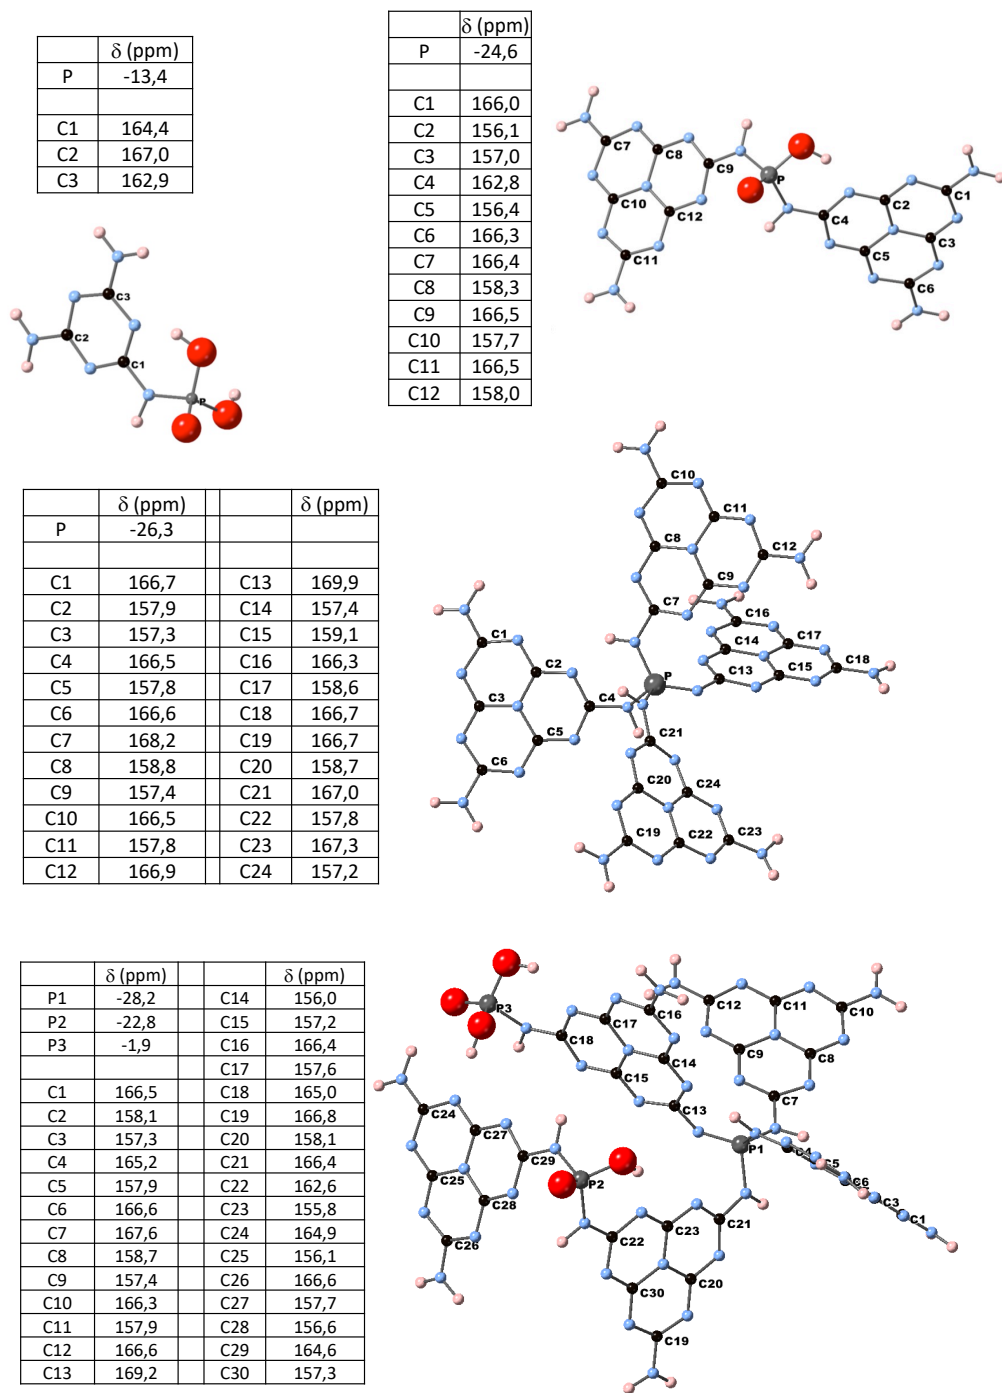 δ (ppm)
P -13,4
C1 164,4
C2 167,0
C3 162,9
C3
C2
C1
P
δ (ppm)
P -24,6
C1 166,0
C2 156,1
C3 157,0
C4 162,8
C5 156,4
C6 166,3
C7 166,4
C8 158,3
C9 166,5
C10 157,7
C11 166,5
C12 158,0
C7 C8 C9 P
C10 C12 C4 C2 C1
C11 C5 C3
C6
δ (ppm) δ (ppm)
P -26,3
C1 166,7 C13 169,9
C2 157,9 C14 157,4
C3 157,3 C15 159,1
C4 166,5 C16 166,3
C5 157,8 C17 158,6
C6 166,6 C18 166,7
C7 168,2 C19 166,7
C8 158,8 C20 158,7
C9 157,4 C21 167,0
C10 166,5 C22 157,8
C11 157,8 C23 167,3
C12 166,9 C24 157,2
C10
C11
C8 C12
C9
C7 C16
C1 C14 C17
C2 C13 C15 C18
C3 C4 P
C5 C21
C6 C20 C24
C19 C22 C23
δ (ppm) δ (ppm)
P1 -28,2 C14 156,0
P2 -22,8 C15 157,2
P3 -1,9 C16 166,4
C17 157,6
C1 166,5 C18 165,0
C2 158,1 C19 166,8
C3 157,3 C20 158,1
C4 165,2 C21 166,4
C5 157,9 C22 162,6
C6 166,6 C23 155,8
C7 167,6 C24 164,9
C8 158,7 C25 156,1
C9 157,4 C26 166,6
C10 166,3 C27 157,7
C11 157,9 C28 156,6
C12 166,6 C29 164,6
C13 169,2 C30 157,3
P3 C16 C12 C11 C10
C17
C18 C14 C9 C8
C15
C24 C13 C7
C27 P1
C29 C4 C5
C25 P2 C6
C28 C3
C26 C22 C23 C21 C1
C30 C20
C19